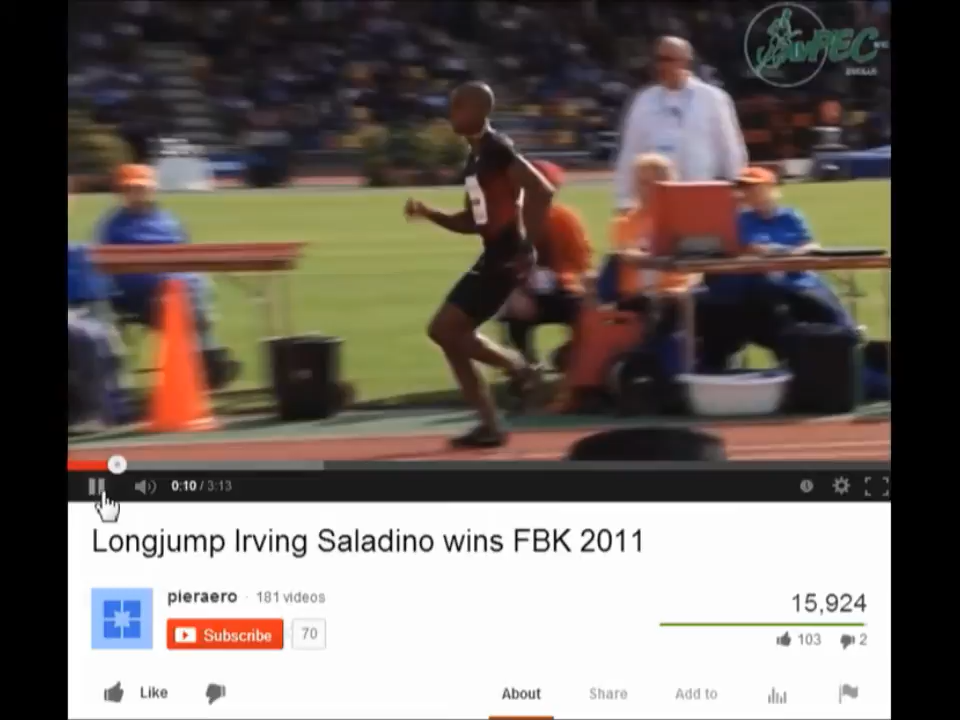 0:10 / 3:13
Longjump Irving Saladino wins FBK 2011
pieraero · 181 videos
Subscribe 70
15,924
103 2
Like
About Share Add to